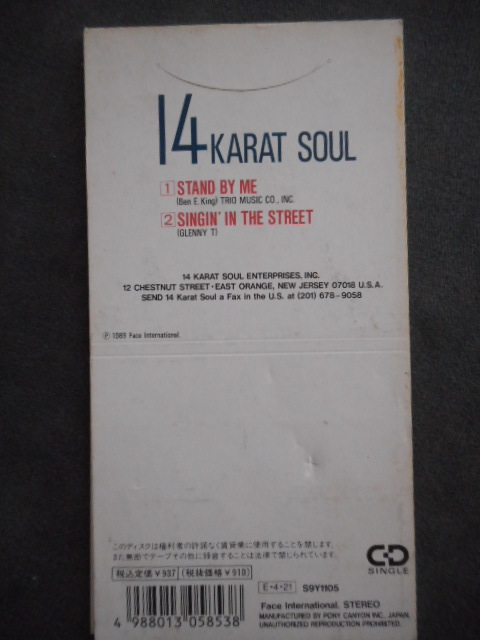 14 KARAT SOUL
1 STAND BY ME
(Ben E. King) TRIO MUSIC CO., INC.
2 SINGIN' IN THE STREET
(GLENNY T)
14 KARAT SOUL ENTERPRISES, INC.
12 CHESTNUT STREET・EAST ORANGE, NEW JERSEY 07018 U.S.A.
SEND 14 Karat Soul a Fax in the U.S. at (201) 678-9058
Ⓟ 1989 Face International.
このディスクは権利者の許諾なく賃貸業に使用することを禁じます。
また無断でテープその他に録音することは法律で禁じられています。
税込定価¥937 (税抜価格¥910)
CD
SINGLE
E・4・21 S9Y1105
4 988013 058538
Face International. STEREO
MANUFACTURED BY PONY CANYON INC. JAPAN.
UNAUTHORIZED REPRODUCTION PROHIBITED.